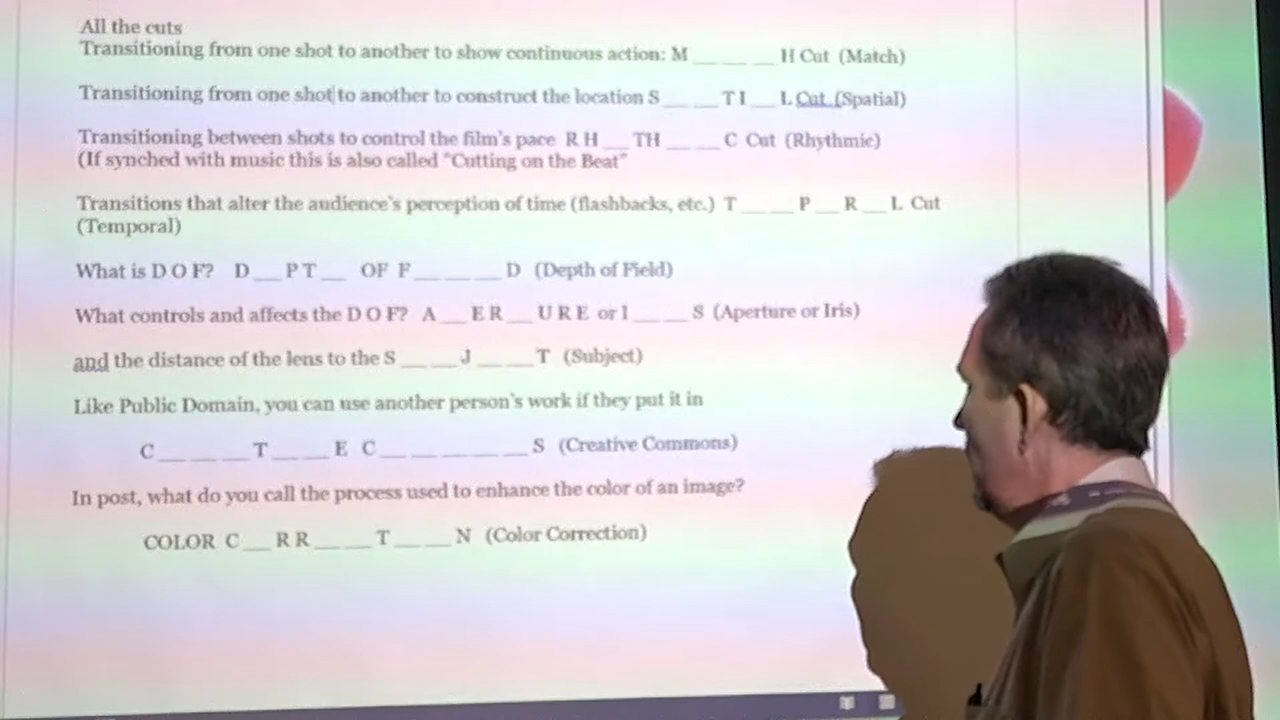 All the cuts
Transitioning from one shot to another to show continuous action: M ___ ___ ___ H Cut (Match)
Transitioning from one shot to another to construct the location S ___ ___ T I ___ L Cut (Spatial)
Transitioning between shots to control the film's pace R H ___ TH ___ ___ C Cut (Rhythmic)
(If synched with music this is also called "Cutting on the Beat"
Transitions that alter the audience's perception of time (flashbacks, etc.) T ___ ___ P ___ R ___ L Cut
(Temporal)
What is D O F? D ___ P T ___ OF F ___ ___ ___ D (Depth of Field)
What controls and affects the D O F? A ___ E R ___ U R E or I ___ ___ S (Aperture or Iris)
and the distance of the lens to the S ___ ___ J ___ ___ T (Subject)
Like Public Domain, you can use another person's work if they put it in
C ___ ___ ___ T ___ ___ E C ___ ___ ___ ___ ___ S (Creative Commons)
In post, what do you call the process used to enhance the color of an image?
COLOR C ___ R R ___ ___ T ___ ___ N (Color Correction)